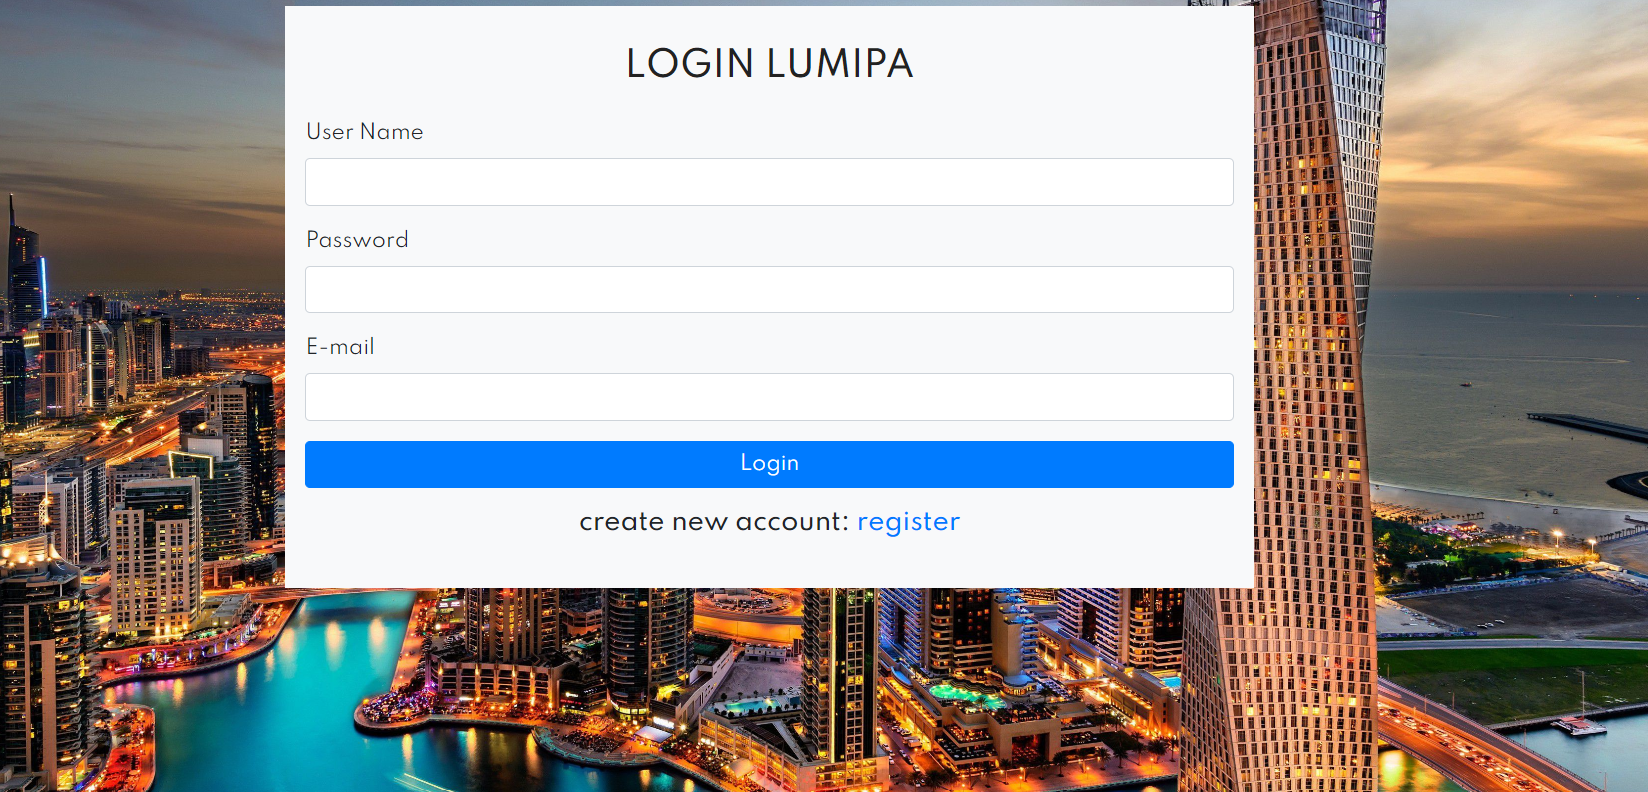 LOGIN LUMIPA
User Name
Password
E-mail
Login
create new account: register